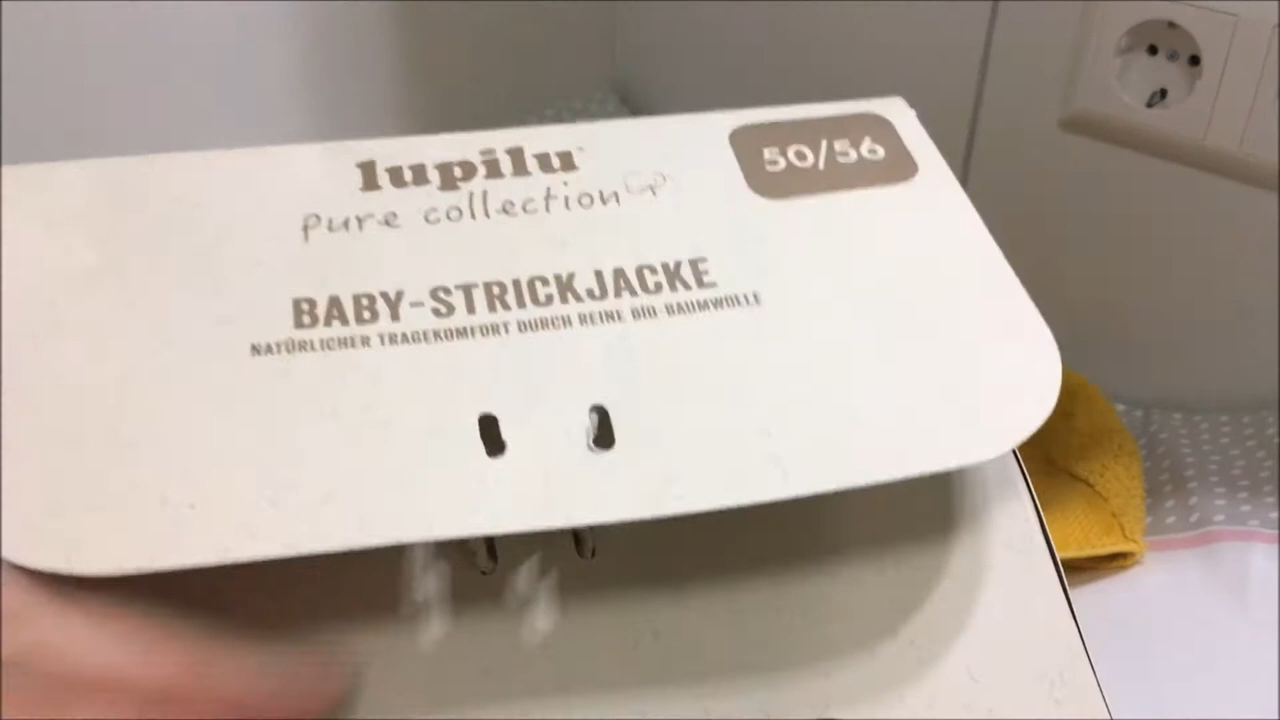 lupilu
50/56
pure collection
BABY-STRICKJACKE
NATÜRLICHER TRAGEKOMFORT DURCH REINE BIO-BAUMWOLLE